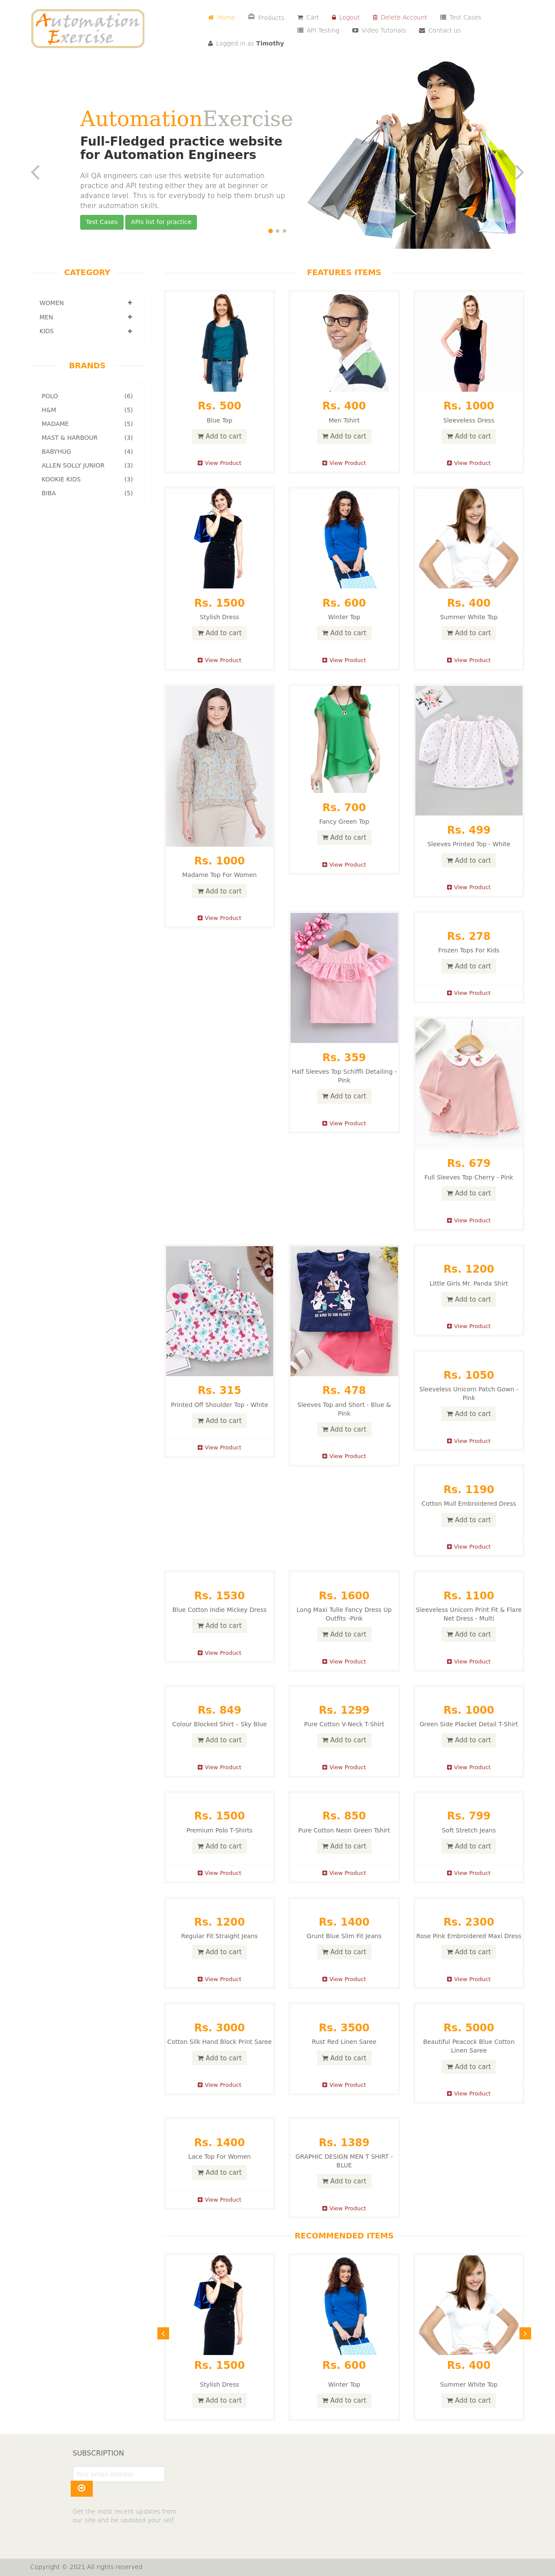 Automation
Exercise
Home
Products
Cart
Logout
Delete Account
Test Cases
API Testing
Video Tutorials
Contact us
Logged in as Timothy
AutomationExercise
Full-Fledged practice website
for Automation Engineers
All QA engineers can use this website for automation
practice and API testing either they are at beginner or
advance level. This is for everybody to help them brush up
their automation skills.
Test Cases
APIs list for practice
CATEGORY
WOMEN
MEN
KIDS
BRANDS
POLO (6)
H&M (5)
MADAME (5)
MAST & HARBOUR (3)
BABYHUG (4)
ALLEN SOLLY JUNIOR (3)
KOOKIE KIDS (3)
BIBA (5)
FEATURES ITEMS
Rs. 500
Blue Top
Add to cart
View Product
Rs. 400
Men Tshirt
Add to cart
View Product
Rs. 1000
Sleeveless Dress
Add to cart
View Product
Rs. 1500
Stylish Dress
Add to cart
View Product
Rs. 600
Winter Top
Add to cart
View Product
Rs. 400
Summer White Top
Add to cart
View Product
Rs. 1000
Madame Top For Women
Add to cart
View Product
Rs. 700
Fancy Green Top
Add to cart
View Product
Rs. 499
Sleeves Printed Top - White
Add to cart
View Product
Rs. 359
Half Sleeves Top Schiffli Detailing -
Pink
Add to cart
View Product
Rs. 278
Frozen Tops For Kids
Add to cart
View Product
Rs. 679
Full Sleeves Top Cherry - Pink
Add to cart
View Product
Rs. 315
Printed Off Shoulder Top - White
Add to cart
View Product
Rs. 478
Sleeves Top and Short - Blue &
Pink
Add to cart
View Product
Rs. 1200
Little Girls Mr. Panda Shirt
Add to cart
View Product
Rs. 1050
Sleeveless Unicorn Patch Gown -
Pink
Add to cart
View Product
Rs. 1190
Cotton Mull Embroidered Dress
Add to cart
View Product
Rs. 1530
Blue Cotton Indie Mickey Dress
Add to cart
View Product
Rs. 1600
Long Maxi Tulle Fancy Dress Up
Outfits -Pink
Add to cart
View Product
Rs. 1100
Sleeveless Unicorn Print Fit & Flare
Net Dress - Multi
Add to cart
View Product
Rs. 849
Colour Blocked Shirt – Sky Blue
Add to cart
View Product
Rs. 1299
Pure Cotton V-Neck T-Shirt
Add to cart
View Product
Rs. 1000
Green Side Placket Detail T-Shirt
Add to cart
View Product
Rs. 1500
Premium Polo T-Shirts
Add to cart
View Product
Rs. 850
Pure Cotton Neon Green Tshirt
Add to cart
View Product
Rs. 799
Soft Stretch Jeans
Add to cart
View Product
Rs. 1200
Regular Fit Straight Jeans
Add to cart
View Product
Rs. 1400
Grunt Blue Slim Fit Jeans
Add to cart
View Product
Rs. 2300
Rose Pink Embroidered Maxi Dress
Add to cart
View Product
Rs. 3000
Cotton Silk Hand Block Print Saree
Add to cart
View Product
Rs. 3500
Rust Red Linen Saree
Add to cart
View Product
Rs. 5000
Beautiful Peacock Blue Cotton
Linen Saree
Add to cart
View Product
Rs. 1400
Lace Top For Women
Add to cart
View Product
Rs. 1389
GRAPHIC DESIGN MEN T SHIRT -
BLUE
Add to cart
View Product
RECOMMENDED ITEMS
Rs. 1500
Stylish Dress
Add to cart
Rs. 600
Winter Top
Add to cart
Rs. 400
Summer White Top
Add to cart
SUBSCRIPTION
Your email address
Get the most recent updates from
our site and be updated your self...
Copyright © 2021 All rights reserved